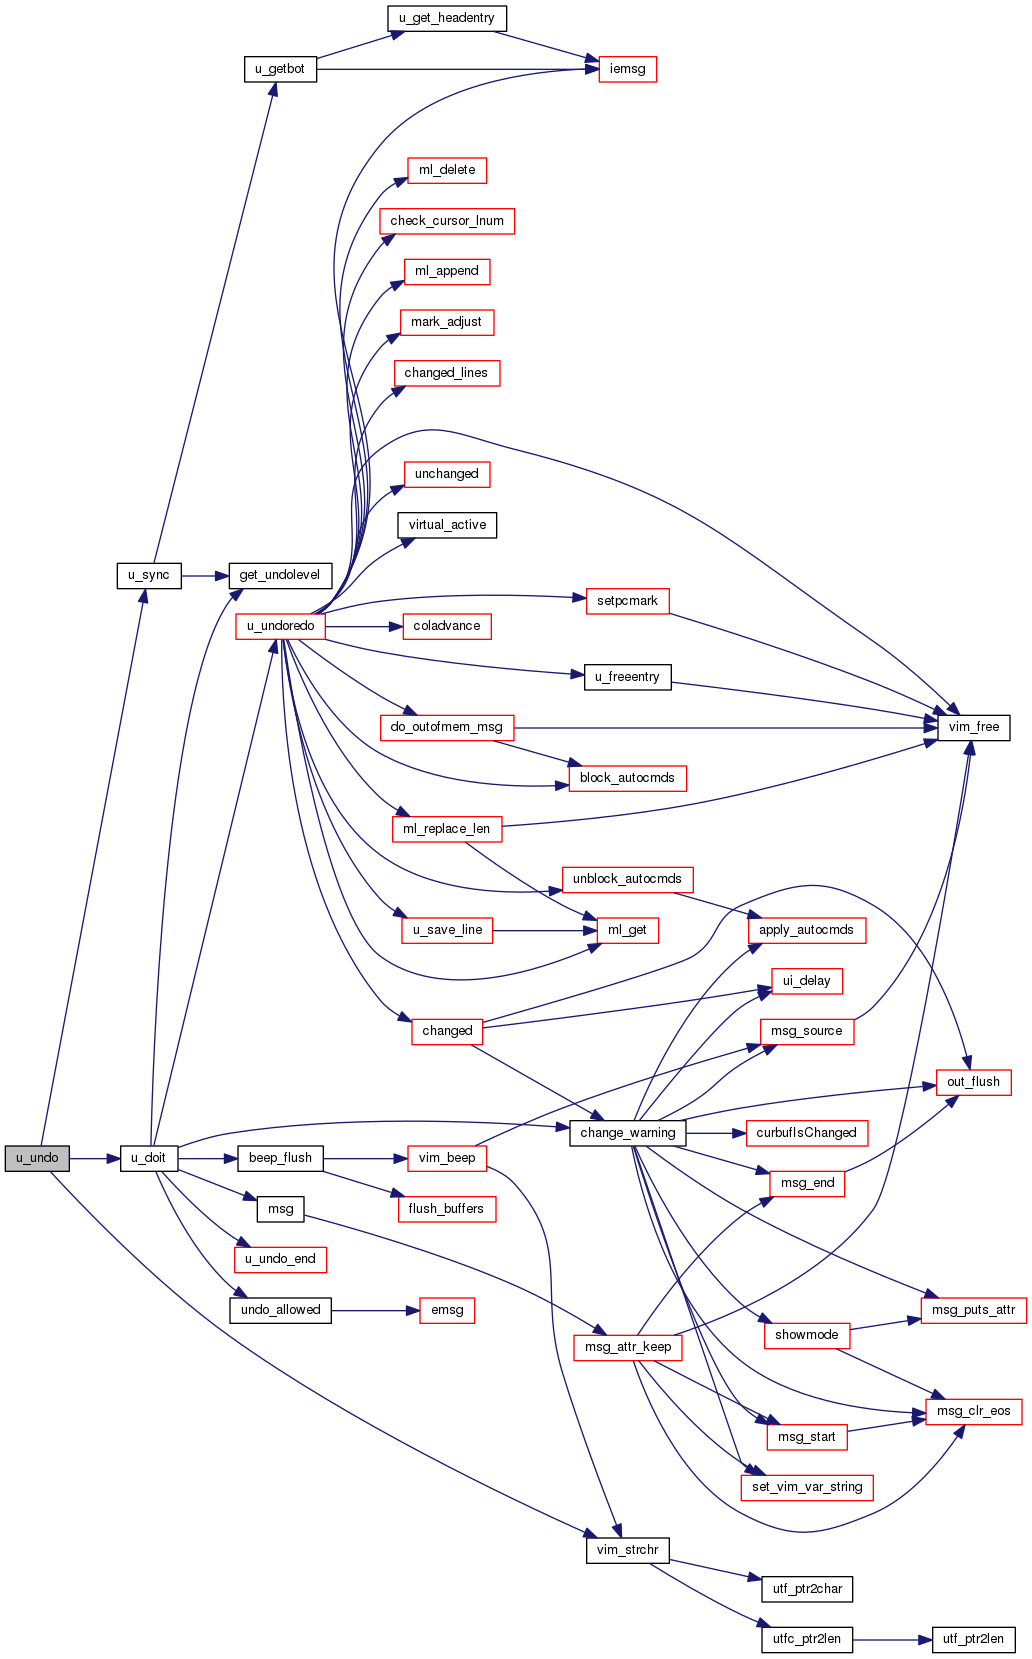 u_get_headentry
u_getbot
iemsg
ml_delete
check_cursor_lnum
ml_append
mark_adjust
changed_lines
unchanged
virtual_active
u_sync
get_undolevel
setpcmark
u_undoredo
coladvance
u_freeentry
do_outofmem_msg
vim_free
block_autocmds
ml_replace_len
unblock_autocmds
u_save_line
ml_get
apply_autocmds
ui_delay
changed
msg_source
out_flush
change_warning
curbufIsChanged
u_undo
u_doit
beep_flush
vim_beep
msg_end
msg
flush_buffers
u_undo_end
undo_allowed
emsg
msg_puts_attr
showmode
msg_attr_keep
msg_clr_eos
msg_start
set_vim_var_string
vim_strchr
utf_ptr2char
utfc_ptr2len
utf_ptr2len